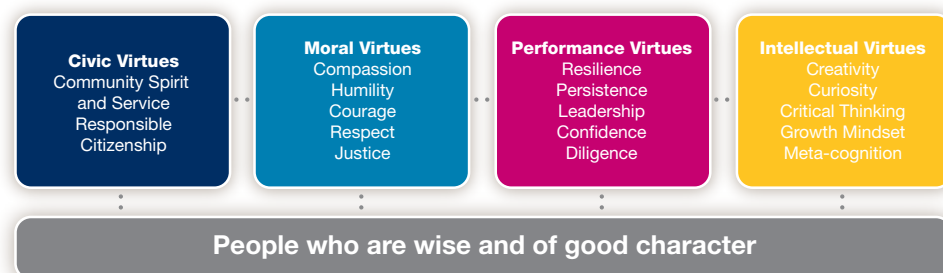 Civic Virtues
Community Spirit
and Service
Responsible
Citizenship
Moral Virtues
Compassion
Humility
Courage
Respect
Justice
Performance Virtues
Resilience
Persistence
Leadership
Confidence
Diligence
Intellectual Virtues
Creativity
Curiosity
Critical Thinking
Growth Mindset
Meta-cognition
People who are wise and of good character